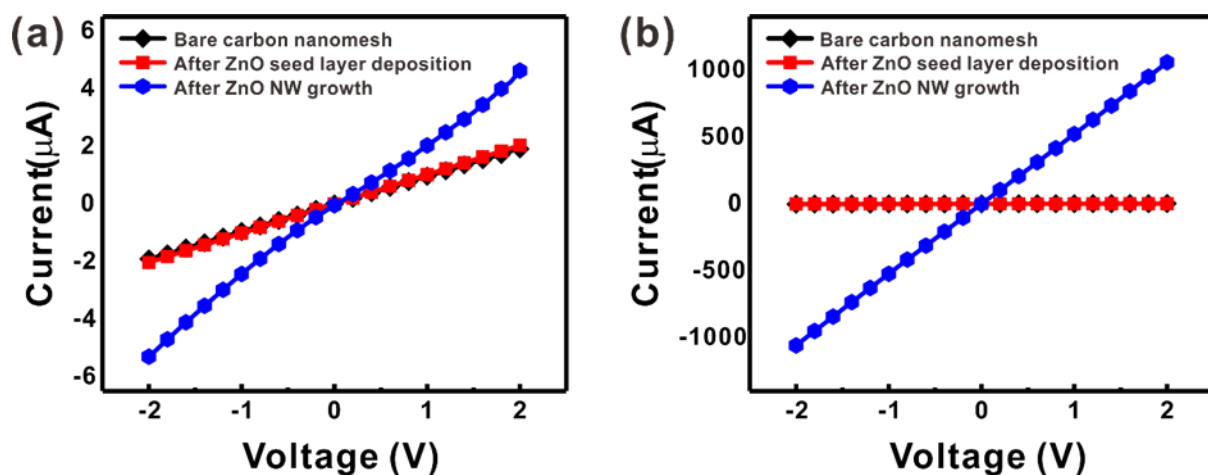 (a)
Bare carbon nanomesh
After ZnO seed layer deposition
After ZnO NW growth
6
4
2
0
-2
-4
-6
Current(μA)
-2 -1 0 1 2
Voltage (V)
(b)
Bare carbon nanomesh
After ZnO seed layer deposition
After ZnO NW growth
1000
500
0
-500
-1000
Current(μA)
-2 -1 0 1 2
Voltage (V)